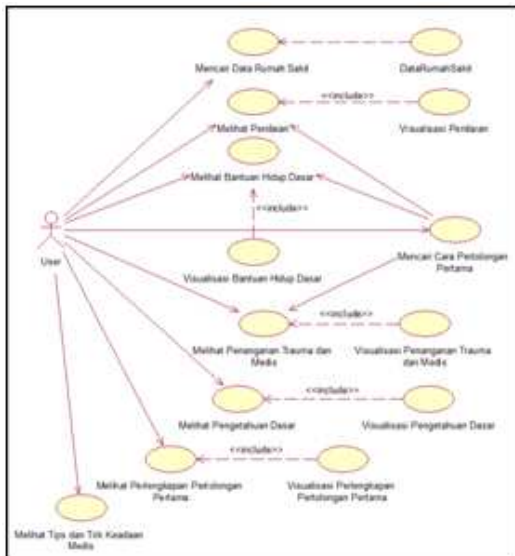 Mencari Data Rumah Sakit
DataRumahSakit
<<include>>
Melihat Penilaian
Visualisasi Penilaian
Melihat Bantuan Hidup Dasar
<<include>>
User
Visualisasi Bantuan Hidup Dasar
Mencari Cara Pertolongan
Pertama
<<include>>
Melihat Penanganan Trauma dan
Medis
Visualisasi Penanganan Trauma
dan Medis
<<include>>
Melihat Pengetahuan Dasar
Visualisasi Pengetahuan Dasar
<<include>>
Melihat Perlengkapan Pertolongan
Pertama
Visualisasi Perlengkapan
Pertolongan Pertama
Melihat Tips dan Trik Keadaan
Medis